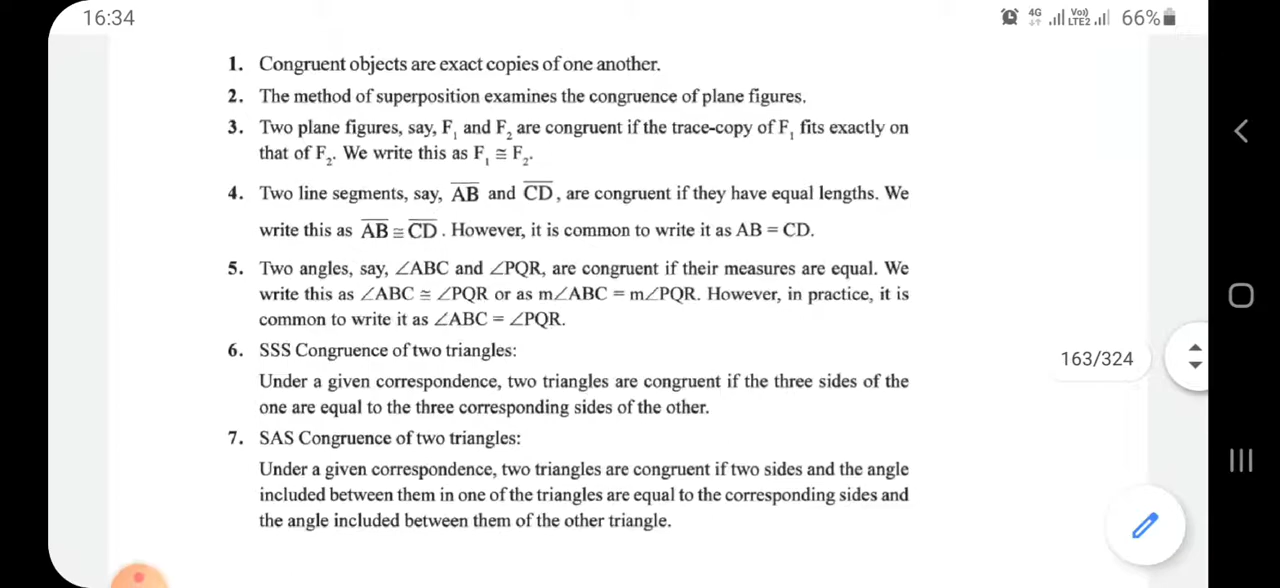 16:34
4G
Vo))
LTE2
66%
1. Congruent objects are exact copies of one another.
2. The method of superposition examines the congruence of plane figures.
3. Two plane figures, say, F₁ and F₂ are congruent if the trace-copy of F₁ fits exactly on
that of F₂. We write this as F₁ ≅ F₂.
4. Two line segments, say, A̅B̅ and C̅D̅, are congruent if they have equal lengths. We
write this as A̅B̅ ≅ C̅D̅. However, it is common to write it as AB = CD.
5. Two angles, say, ∠ABC and ∠PQR, are congruent if their measures are equal. We
write this as ∠ABC ≅ ∠PQR or as m∠ABC = m∠PQR. However, in practice, it is
common to write it as ∠ABC = ∠PQR.
6. SSS Congruence of two triangles:
Under a given correspondence, two triangles are congruent if the three sides of the
one are equal to the three corresponding sides of the other.
7. SAS Congruence of two triangles:
Under a given correspondence, two triangles are congruent if two sides and the angle
included between them in one of the triangles are equal to the corresponding sides and
the angle included between them of the other triangle.
163/324